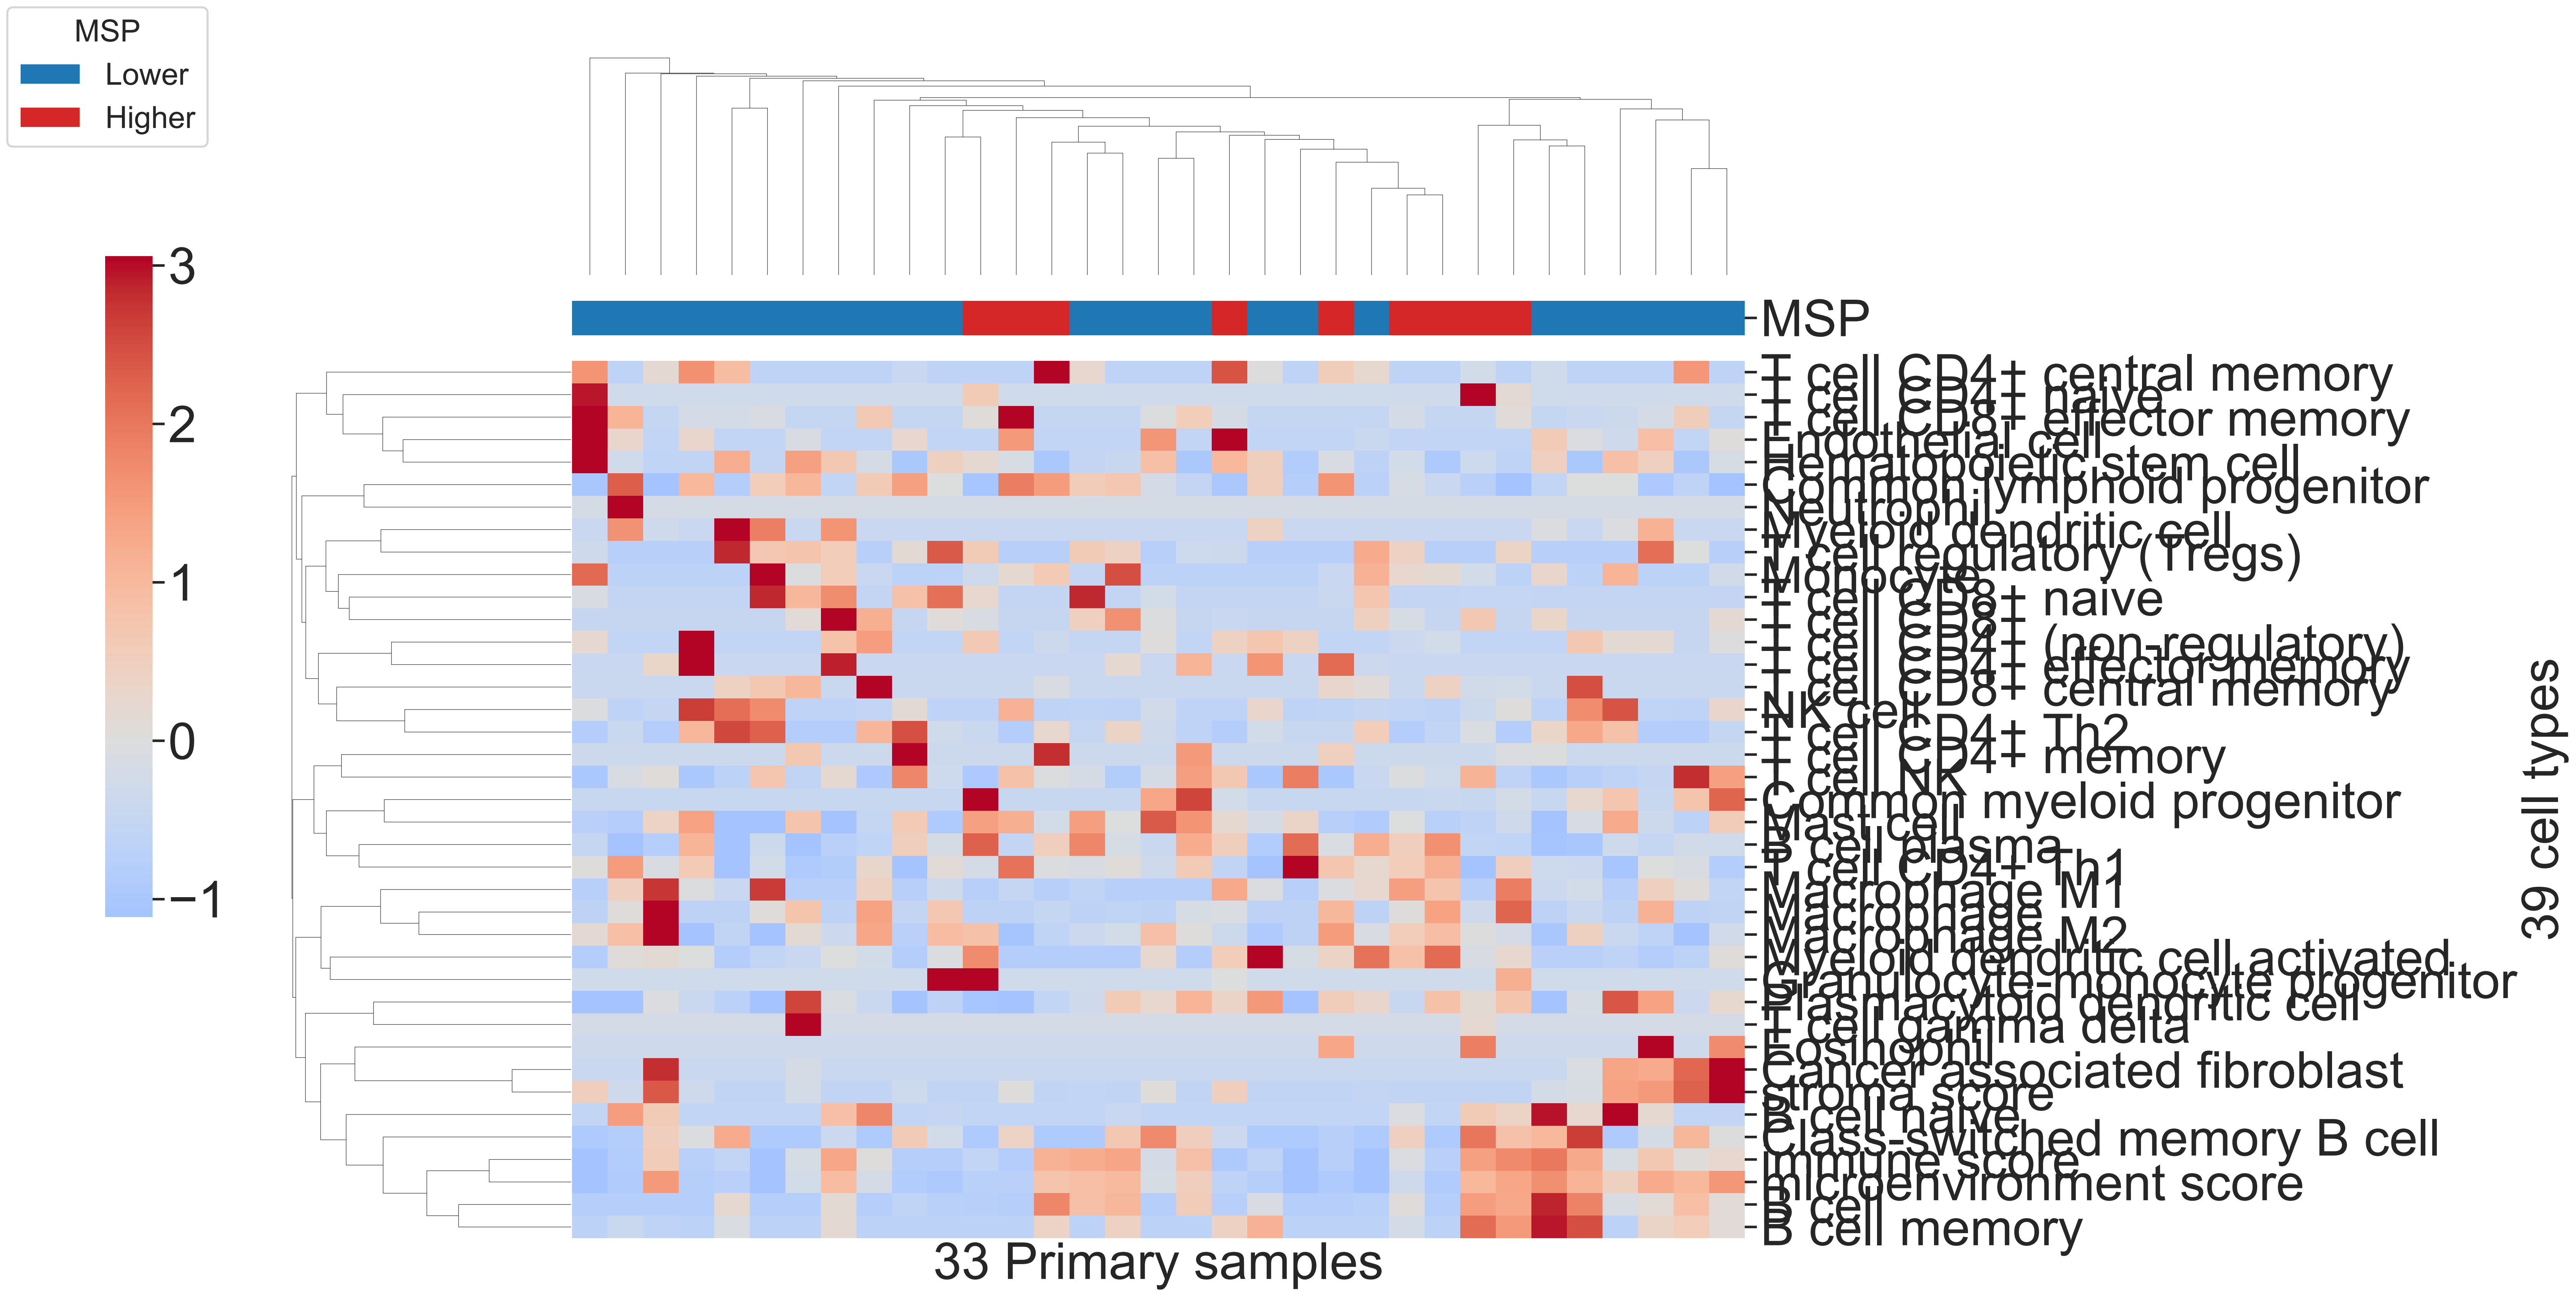 MSP
Lower
Higher
3
2
1
0
−1
MSP
T cell CD4+ central memory
T cell CD4+ naive
T cell CD8+ effector memory
Endothelial cell
Hematopoietic stem cell
Common lymphoid progenitor
Neutrophil
Myeloid dendritic cell
T cell regulatory (Tregs)
Monocyte
T cell CD8+ naive
T cell CD8+
T cell CD4+ (non-regulatory)
T cell CD4+ effector memory
T cell CD8+ central memory
NK cell
T cell CD4+ Th2
T cell CD4+ memory
T cell NK
Common myeloid progenitor
Mast cell
B cell plasma
T cell CD4+ Th1
Macrophage M1
Macrophage
Macrophage M2
Myeloid dendritic cell activated
Granulocyte-monocyte progenitor
Plasmacytoid dendritic cell
T cell gamma delta
Eosinophil
Cancer associated fibroblast
stroma score
B cell naive
Class-switched memory B cell
immune score
microenvironment score
B cell
B cell memory
39 cell types
33 Primary samples